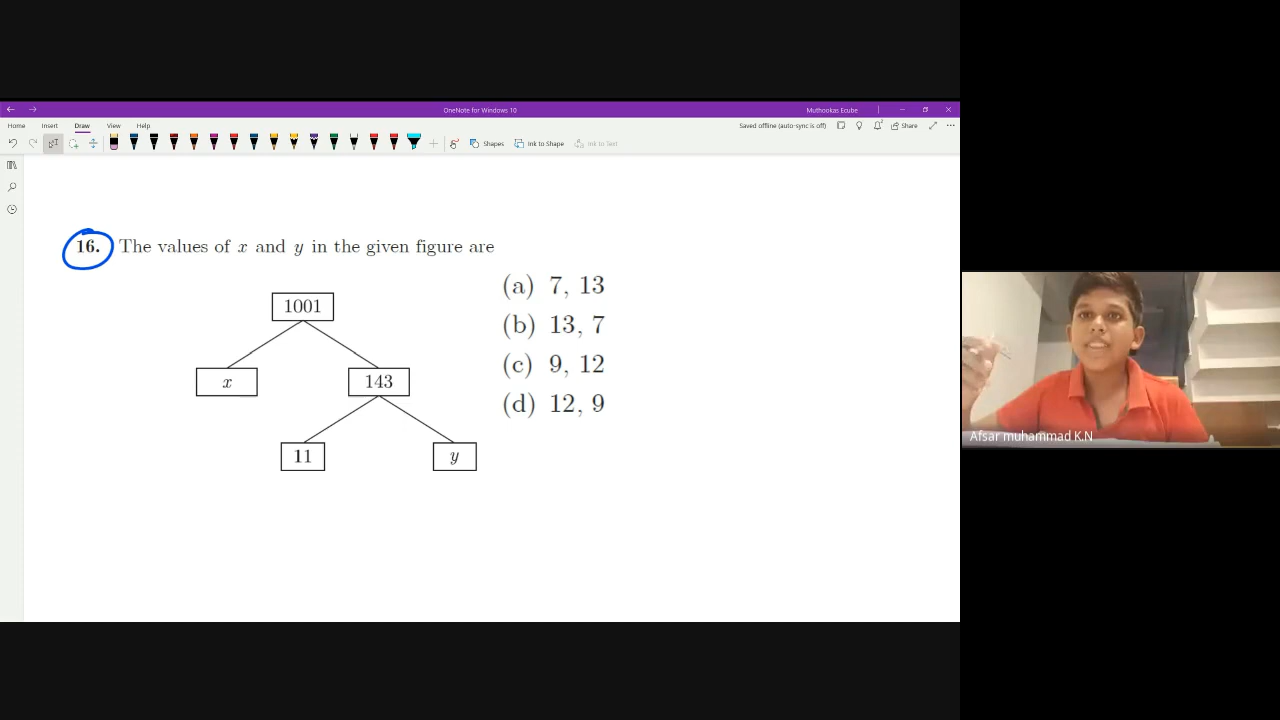 OneNote for Windows 10
Muthookas Ecube
Home Insert Draw View Help
Saved offline (auto-sync is off) Share
Shapes Ink to Shape Ink to Text
16. The values of x and y in the given figure are
(a) 7, 13
(b) 13, 7
(c) 9, 12
(d) 12, 9
1001
x 143
11 y
Afsar muhammad K.N